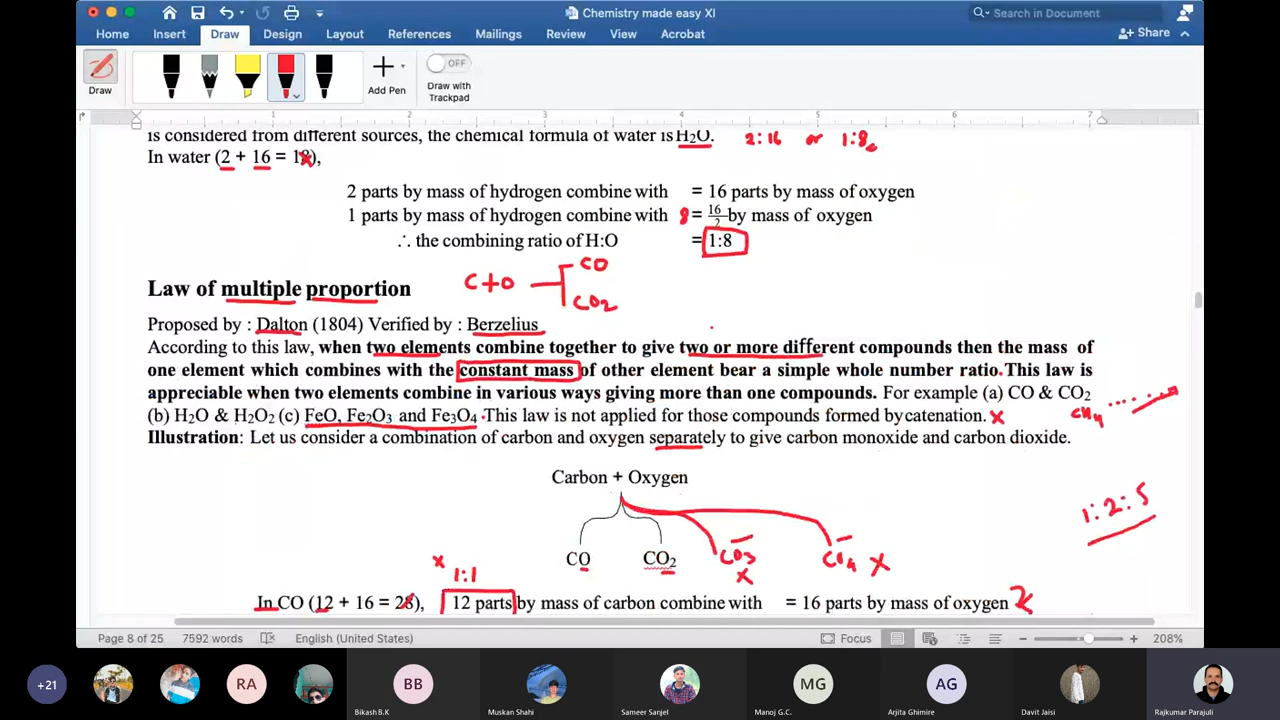 Chemistry made easy XI
Search in Document
Home Insert Draw Design Layout References Mailings Review View Acrobat
Share
Draw
Add Pen
OFF
Draw with
Trackpad
1 2 3 4 5 6 7
is considered from different sources, the chemical formula of water is H₂O. 2:16 or 1:8
In water (2 + 16 = 18),
2 parts by mass of hydrogen combine with = 16 parts by mass of oxygen
1 parts by mass of hydrogen combine with 8 = 16/2 by mass of oxygen
∴ the combining ratio of H:O = 1:8
C+O CO
CO₂
Law of multiple proportion
Proposed by : Dalton (1804) Verified by : Berzelius
According to this law, when two elements combine together to give two or more different compounds then the mass of
one element which combines with the constant mass of other element bear a simple whole number ratio. This law is
appreciable when two elements combine in various ways giving more than one compounds. For example (a) CO & CO2
(b) H₂O & H₂O₂ (c) FeO, Fe₂O₃ and Fe₃O₄ .This law is not applied for those compounds formed by catenation. x CH₄
Illustration: Let us consider a combination of carbon and oxygen separately to give carbon monoxide and carbon dioxide.
Carbon + Oxygen
1:2:5
CO CO₂ CO₃ x CO₄ x
x 1:1
In CO (12 + 16 = 28), 12 parts by mass of carbon combine with = 16 parts by mass of oxygen
Page 8 of 25 7592 words English (United States) Focus 208%
+21 RA BB MG AG
Bikash B.K Muskan Shahi Sameer Sanjel Manoj G.C. Arjita Ghimire Davit Jaisi Rajkumar Parajuli